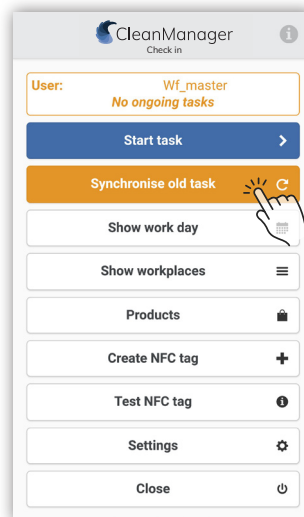 CleanManager
Check in
User: Wf_master
No ongoing tasks
Start task
Synchronise old task
Show work day
Show workplaces
Products
Create NFC tag
Test NFC tag
Settings
Close